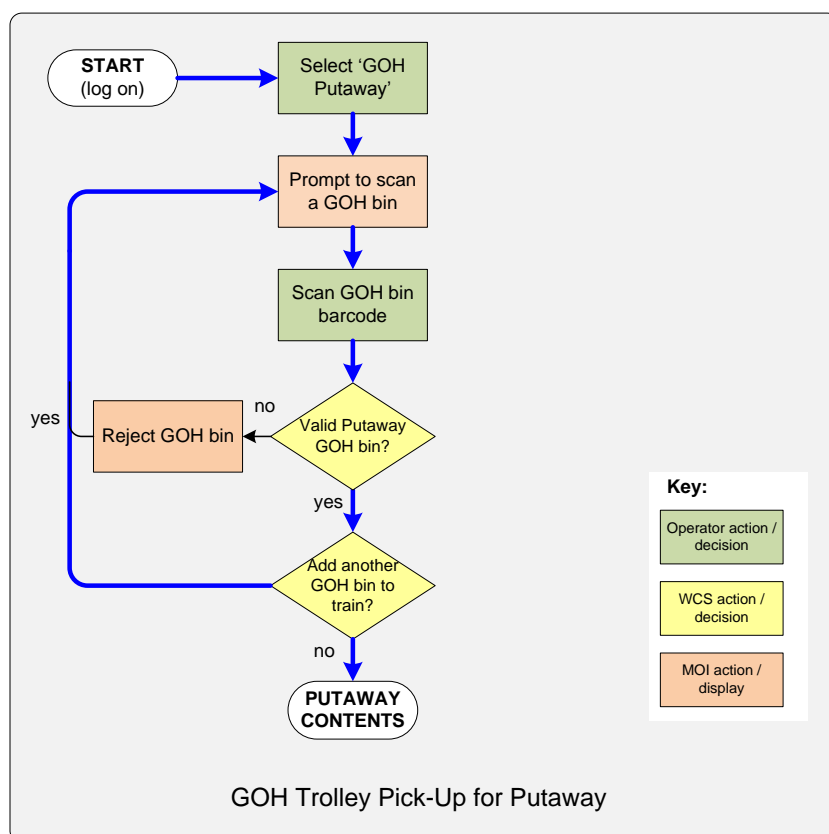 START
(log on)
Select ‘GOH
Putaway’
Prompt to scan
a GOH bin
Scan GOH bin
barcode
yes
Reject GOH bin
no
Valid Putaway
GOH bin?
yes
Add another
GOH bin to
train?
no
PUTAWAY
CONTENTS
Key:
Operator action /
decision
WCS action /
decision
MOI action /
display
GOH Trolley Pick-Up for Putaway